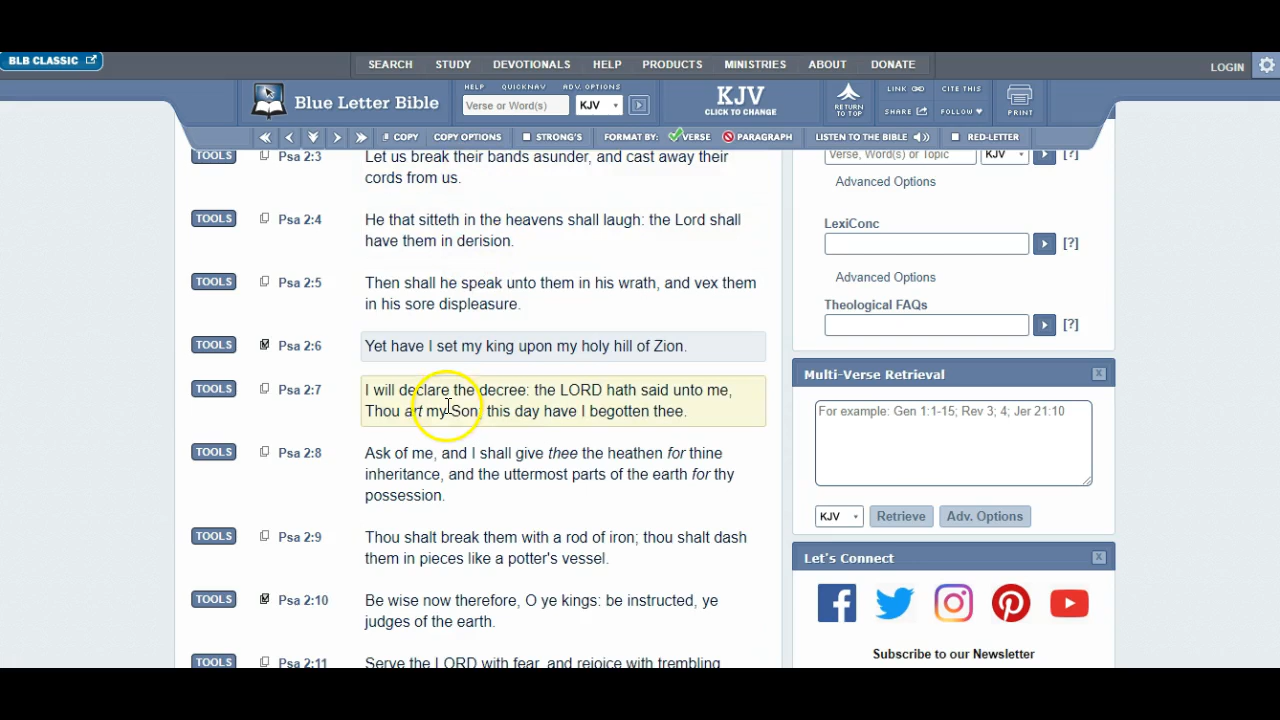 BLB CLASSIC
SEARCH STUDY DEVOTIONALS HELP PRODUCTS MINISTRIES ABOUT DONATE
LOGIN
Blue Letter Bible
HELP QUICKNAV ADV. OPTIONS
Verse or Word(s) KJV
KJV
CLICK TO CHANGE
RETURN
TO TOP
LINK CITE THIS
SHARE FOLLOW
PRINT
COPY COPY OPTIONS STRONG'S FORMAT BY: VERSE PARAGRAPH LISTEN TO THE BIBLE RED-LETTER
TOOLS Psa 2:3 Let us break their bands asunder, and cast away their
cords from us.
TOOLS Psa 2:4 He that sitteth in the heavens shall laugh: the Lord shall
have them in derision.
TOOLS Psa 2:5 Then shall he speak unto them in his wrath, and vex them
in his sore displeasure.
TOOLS Psa 2:6 Yet have I set my king upon my holy hill of Zion.
TOOLS Psa 2:7 I will declare the decree: the LORD hath said unto me,
Thou art my Son; this day have I begotten thee.
TOOLS Psa 2:8 Ask of me, and I shall give thee the heathen for thine
inheritance, and the uttermost parts of the earth for thy
possession.
TOOLS Psa 2:9 Thou shalt break them with a rod of iron; thou shalt dash
them in pieces like a potter's vessel.
TOOLS Psa 2:10 Be wise now therefore, O ye kings: be instructed, ye
judges of the earth.
TOOLS Psa 2:11 Serve the LORD with fear, and rejoice with trembling
Verse, Word(s) or Topic KJV [?]
Advanced Options
LexiConc
[?]
Advanced Options
Theological FAQs
[?]
Multi-Verse Retrieval X
For example: Gen 1:1-15; Rev 3; 4; Jer 21:10
KJV Retrieve Adv. Options
Let's Connect X
Subscribe to our Newsletter